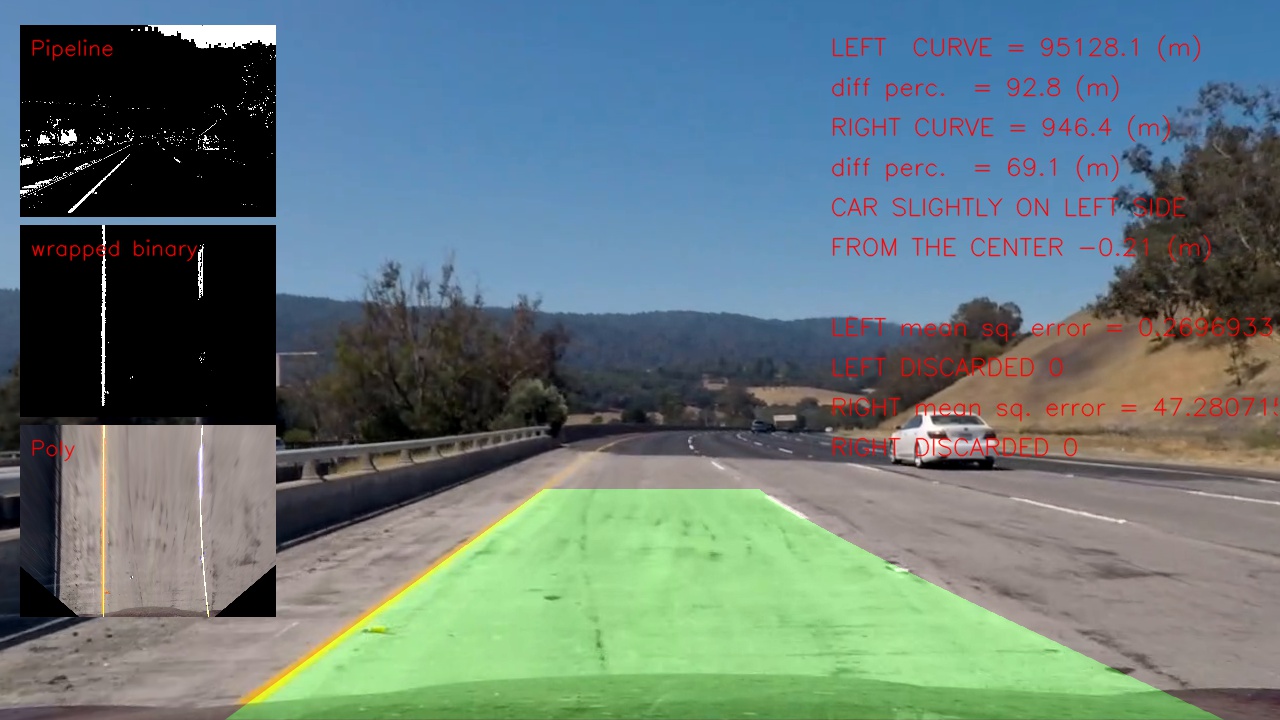 Pipeline
wrapped binary
Poly
LEFT CURVE = 95128.1 (m)
diff perc. = 92.8 (m)
RIGHT CURVE = 946.4 (m)
diff perc. = 69.1 (m)
CAR SLIGHTLY ON LEFT SIDE
FROM THE CENTER -0.21 (m)
LEFT mean sq. error = 0.2696933
LEFT DISCARDED 0
RIGHT mean sq. error = 47.28071
RIGHT DISCARDED 0